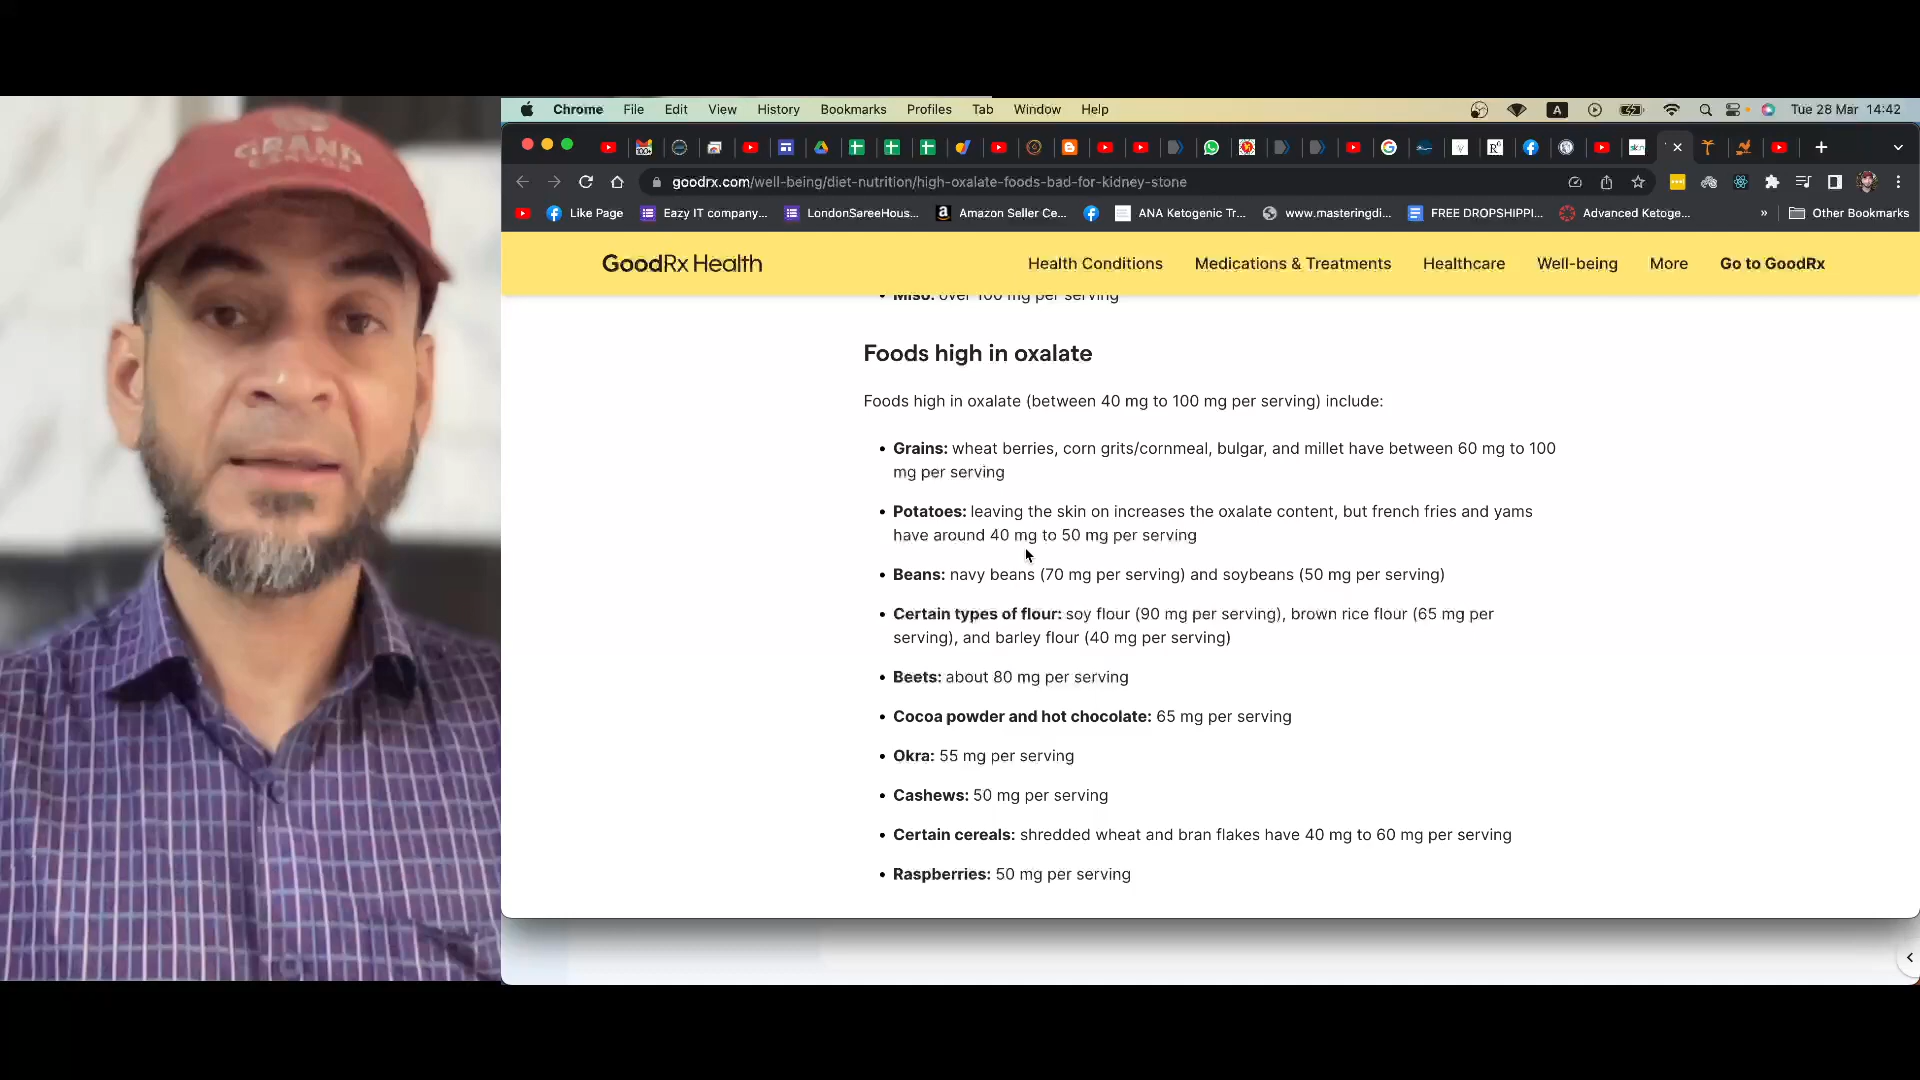 GRAND
CANYON
Chrome File Edit View History Bookmarks Profiles Tab Window Help
A
Tue 28 Mar 14:42
goodrx.com/well-being/diet-nutrition/high-oxalate-foods-bad-for-kidney-stone
Like Page Eazy IT company... LondonSareeHous... Amazon Seller Ce... ANA Ketogenic Tr... www.masteringdi... FREE DROPSHIPPI... Advanced Ketoge... » Other Bookmarks
GoodRx Health Health Conditions Medications & Treatments Healthcare Well-being More Go to GoodRx
• Miso: over 100 mg per serving
Foods high in oxalate
Foods high in oxalate (between 40 mg to 100 mg per serving) include:
• Grains: wheat berries, corn grits/cornmeal, bulgar, and millet have between 60 mg to 100
mg per serving
• Potatoes: leaving the skin on increases the oxalate content, but french fries and yams
have around 40 mg to 50 mg per serving
• Beans: navy beans (70 mg per serving) and soybeans (50 mg per serving)
• Certain types of flour: soy flour (90 mg per serving), brown rice flour (65 mg per
serving), and barley flour (40 mg per serving)
• Beets: about 80 mg per serving
• Cocoa powder and hot chocolate: 65 mg per serving
• Okra: 55 mg per serving
• Cashews: 50 mg per serving
• Certain cereals: shredded wheat and bran flakes have 40 mg to 60 mg per serving
• Raspberries: 50 mg per serving